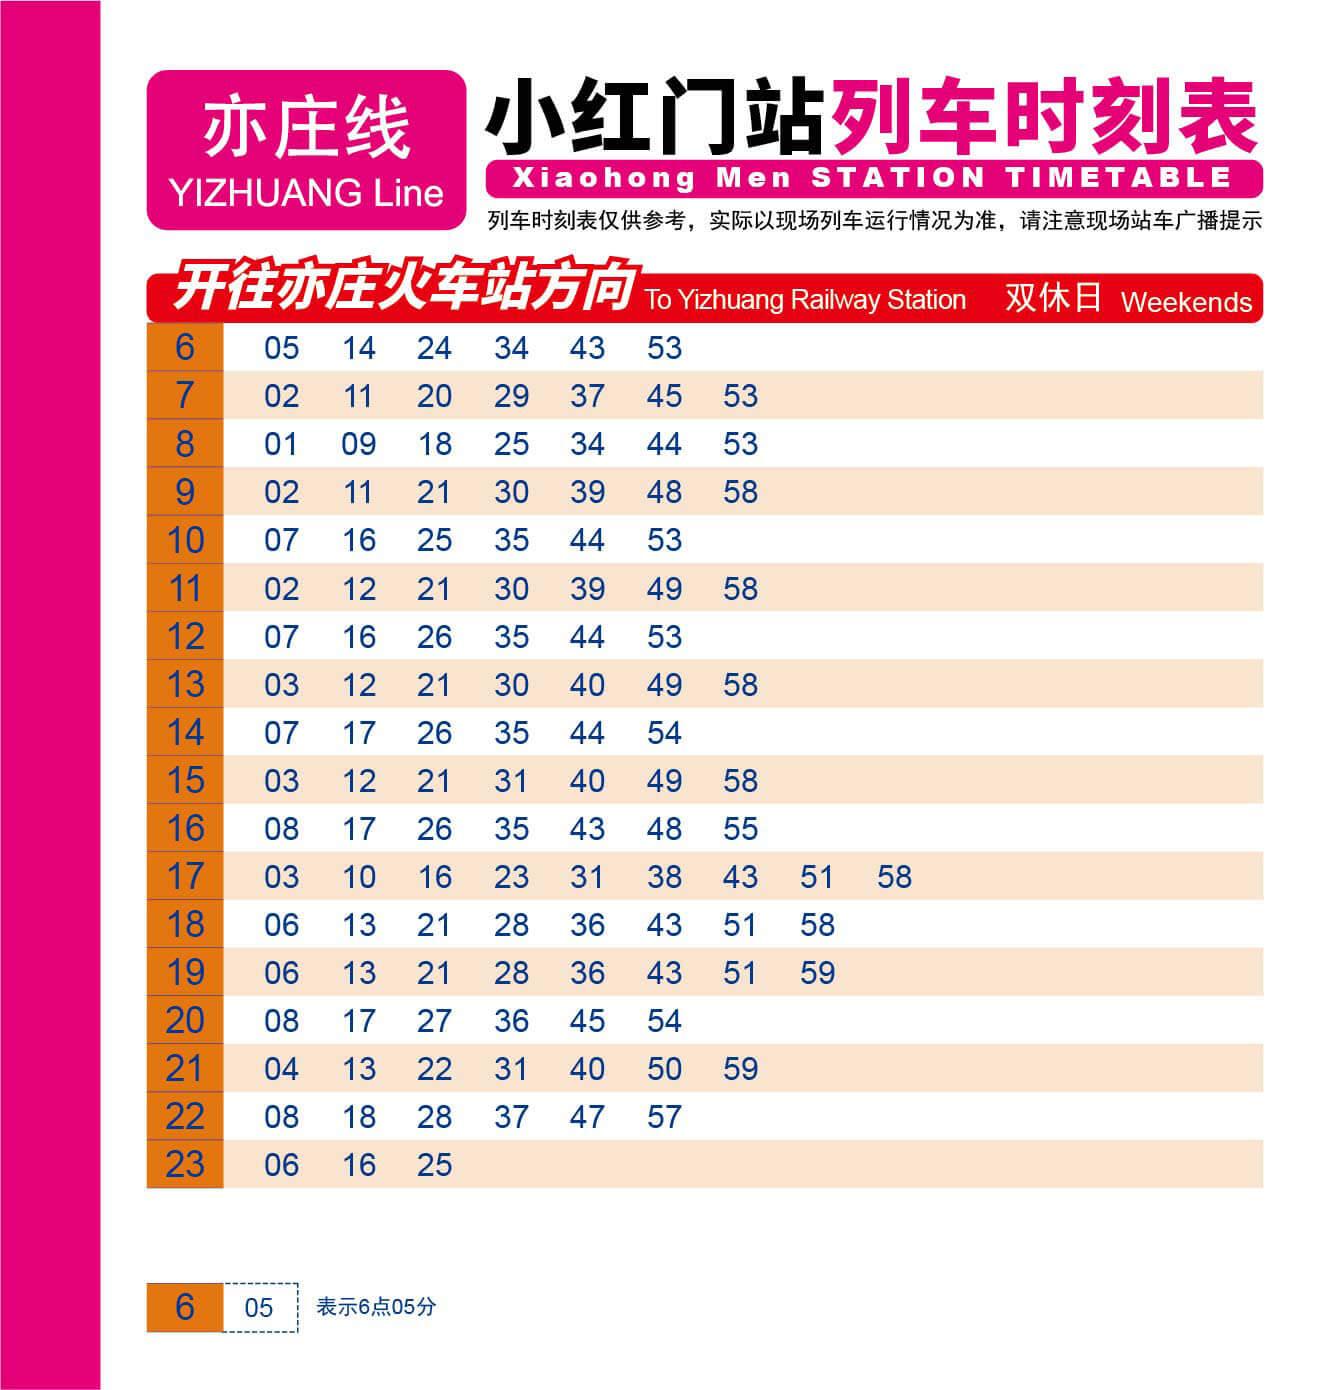 亦庄线
YIZHUANG Line
小红门站列车时刻表
Xiaohong Men STATION TIMETABLE
列车时刻表仅供参考，实际以现场列车运行情况为准，请注意现场站车广播提示
开往亦庄火车站方向 To Yizhuang Railway Station 双休日 Weekends
6 05 14 24 34 43 53
7 02 11 20 29 37 45 53
8 01 09 18 25 34 44 53
9 02 11 21 30 39 48 58
10 07 16 25 35 44 53
11 02 12 21 30 39 49 58
12 07 16 26 35 44 53
13 03 12 21 30 40 49 58
14 07 17 26 35 44 54
15 03 12 21 31 40 49 58
16 08 17 26 35 43 48 55
17 03 10 16 23 31 38 43 51 58
18 06 13 21 28 36 43 51 58
19 06 13 21 28 36 43 51 59
20 08 17 27 36 45 54
21 04 13 22 31 40 50 59
22 08 18 28 37 47 57
23 06 16 25
6 05 表示6点05分